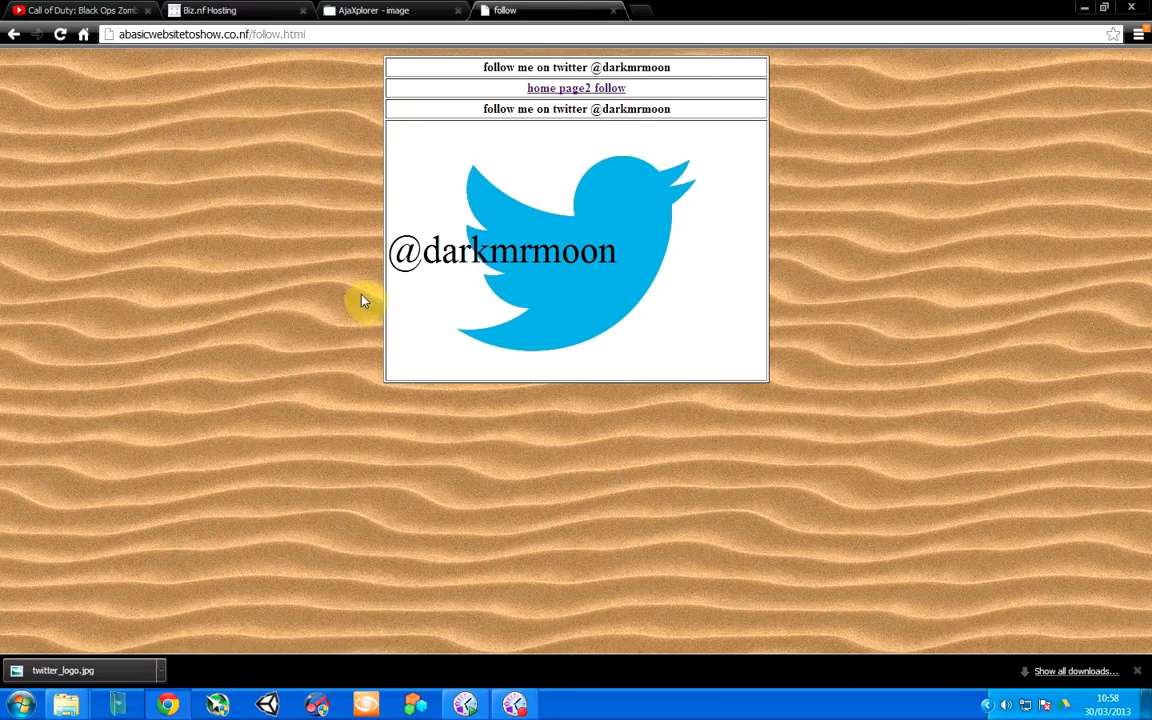 Call of Duty: Black Ops Zomb
Biz.nf Hosting
AjaXplorer - image
follow
abasicwebsitetoshow.co.nf/follow.html
follow me on twitter @darkmrmoon
home page2 follow
follow me on twitter @darkmrmoon
@darkmrmoon
twitter_logo.jpg
Show all downloads...
10:58
30/03/2013